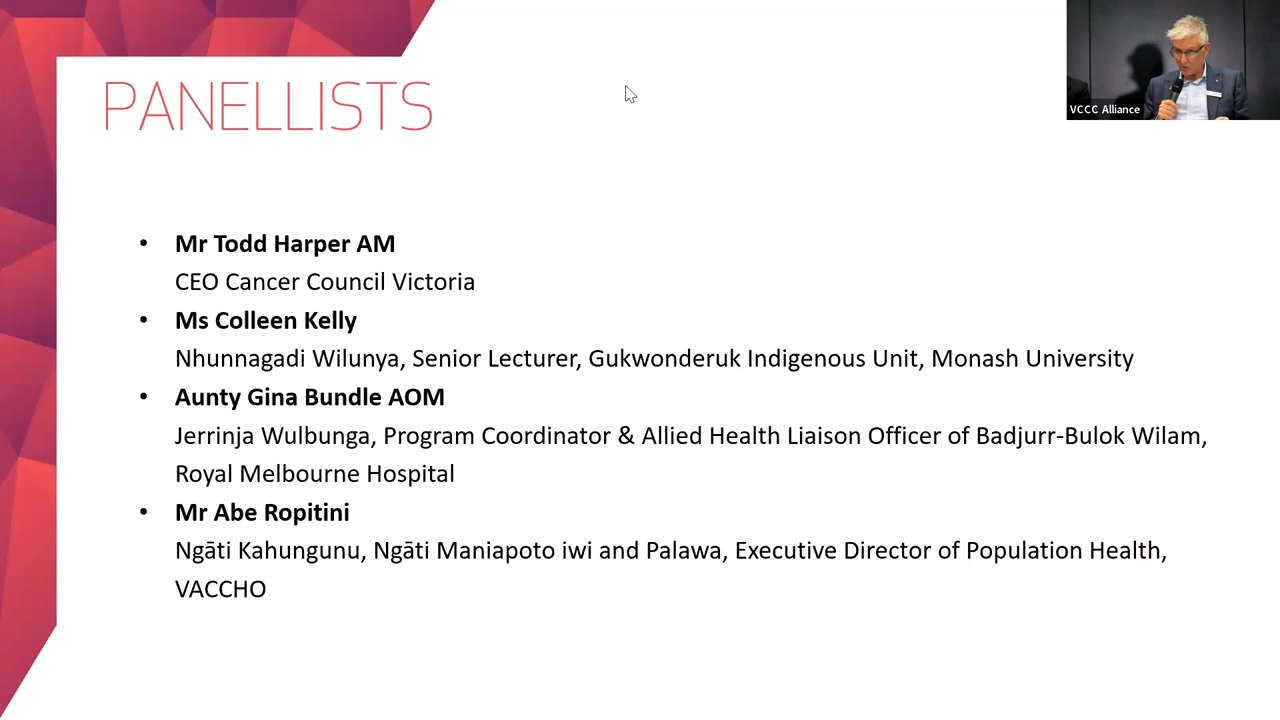 PANELLISTS
VCCC Alliance
• Mr Todd Harper AM
CEO Cancer Council Victoria
• Ms Colleen Kelly
Nhunnagadi Wilunya, Senior Lecturer, Gukwonderuk Indigenous Unit, Monash University
• Aunty Gina Bundle AOM
Jerrinja Wulbunga, Program Coordinator & Allied Health Liaison Officer of Badjurr-Bulok Wilam,
Royal Melbourne Hospital
• Mr Abe Ropitini
Ngāti Kahungunu, Ngāti Maniapoto iwi and Palawa, Executive Director of Population Health,
VACCHO